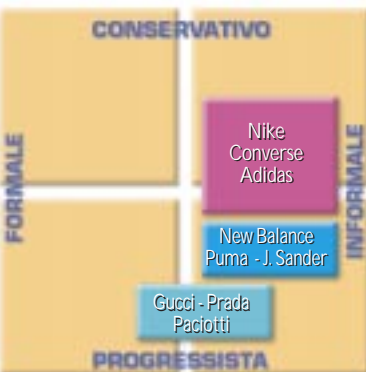 CONSERVATIVO
FORMALE
INFORMALE
Nike
Converse
Adidas
New Balance
Puma - J. Sander
Gucci - Prada
Paciotti
PROGRESSISTA